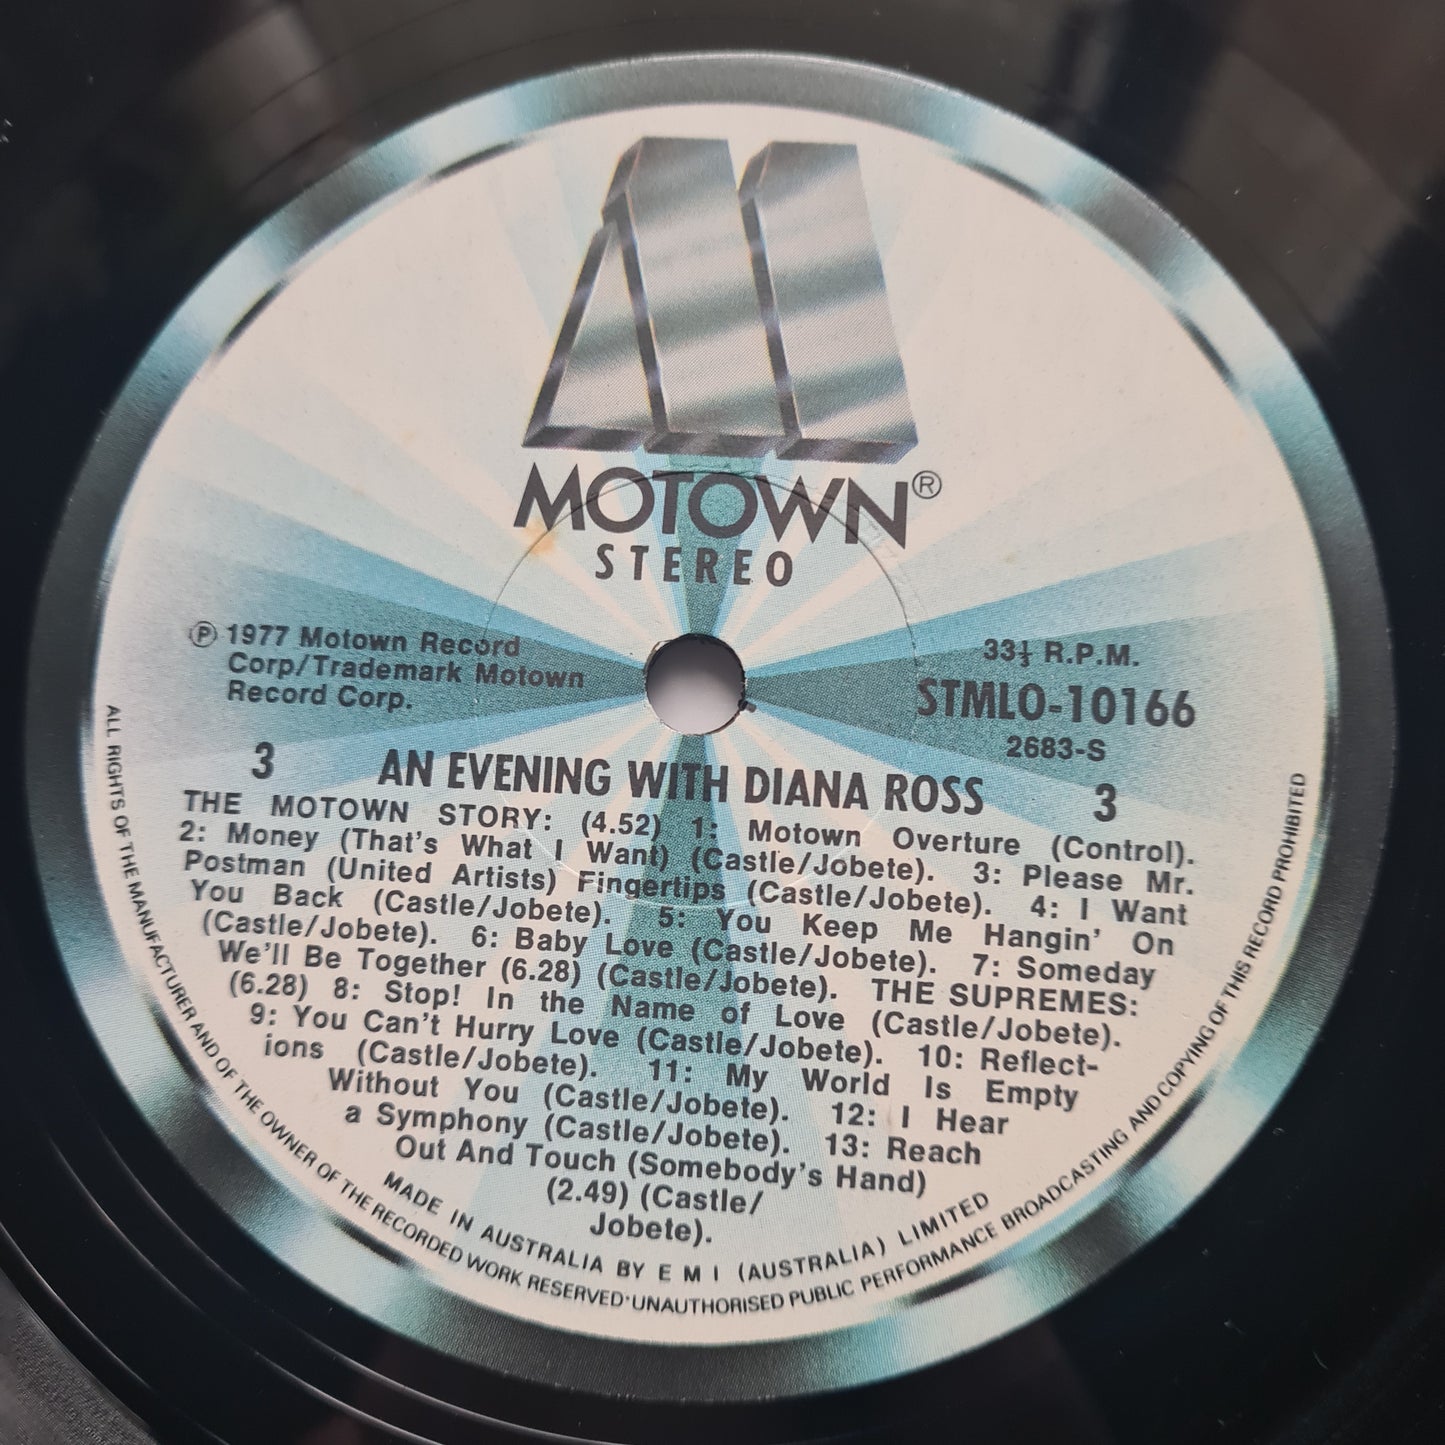 MOTOWN®
STEREO
Ⓟ 1977 Motown Record
Corp/Trademark Motown
Record Corp.
33⅓ R.P.M.
STMLO-10166
2683-S
3 AN EVENING WITH DIANA ROSS 3
THE MOTOWN STORY: (4.52) 1: Motown Overture (Control).
2: Money (That's What I Want) (Castle/Jobete). 3: Please Mr.
Postman (United Artists) Fingertips (Castle/Jobete). 4: I Want
You Back (Castle/Jobete). 5: You Keep Me Hangin' On
(Castle/Jobete). 6: Baby Love (Castle/Jobete). 7: Someday
We'll Be Together (6.28) (Castle/Jobete). THE SUPREMES:
(6.28) 8: Stop! In the Name of Love (Castle/Jobete).
9: You Can't Hurry Love (Castle/Jobete). 10: Reflect-
ions (Castle/Jobete). 11: My World Is Empty
Without You (Castle/Jobete). 12: I Hear
a Symphony (Castle/Jobete). 13: Reach
Out And Touch (Somebody's Hand)
(2.49) (Castle/
Jobete).
MADE IN AUSTRALIA BY E M I (AUSTRALIA) LIMITED
ALL RIGHTS OF THE MANUFACTURER AND OF THE OWNER OF THE RECORDED WORK RESERVED·UNAUTHORISED PUBLIC PERFORMANCE BROADCASTING AND COPYING OF THIS RECORD PROHIBITED